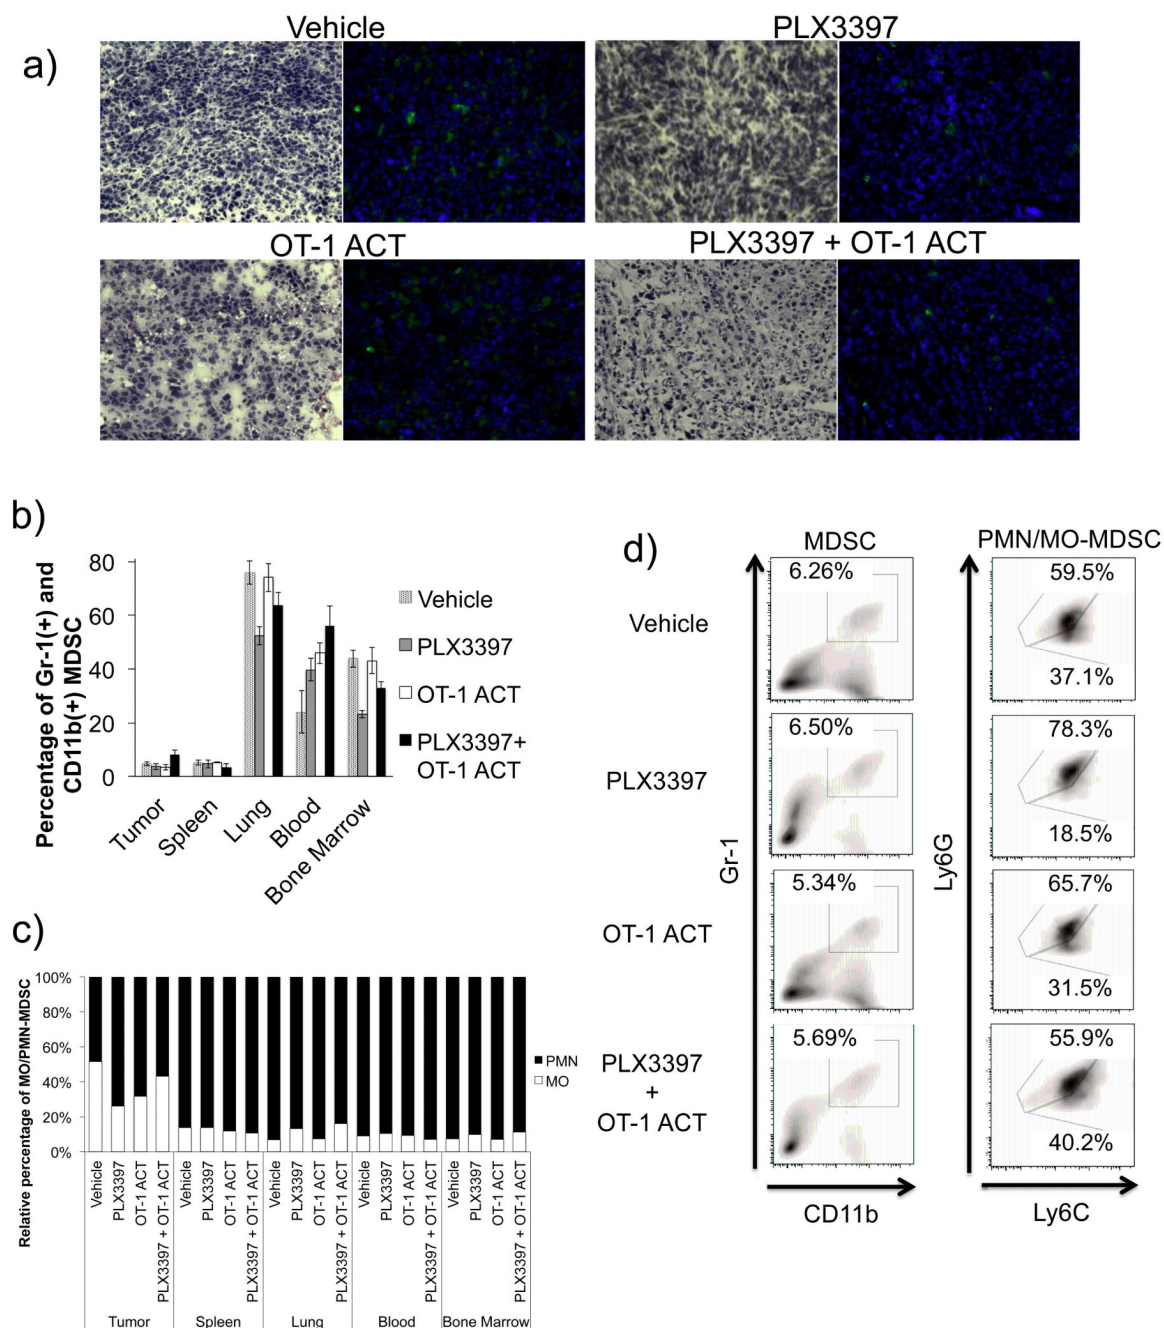 Vehicle
PLX3397
a)
OT-1 ACT
PLX3397 + OT-1 ACT
b)
Percentage of Gr-1(+) and
CD11b(+) MDSC
80
60
40
20
0
Tumor
Spleen
Lung
Blood
Bone Marrow
Vehicle
PLX3397
OT-1 ACT
PLX3397+
OT-1 ACT
c)
Relative percentage of MO/PMN-MDSC
100%
80%
60%
40%
20%
0%
PMN
MO
Vehicle
PLX3397
OT-1 ACT
PLX3397 + OT-1 ACT
Vehicle
PLX3397
OT-1 ACT
PLX3397 + OT-1 ACT
Vehicle
PLX3397
OT-1 ACT
PLX3397 + OT-1 ACT
Vehicle
PLX3397
OT-1 ACT
PLX3397 + OT-1 ACT
Vehicle
PLX3397
OT-1 ACT
PLX3397 + OT-1 ACT
Tumor
Spleen
Lung
Blood
Bone Marrow
d)
MDSC
PMN/MO-MDSC
Vehicle
6.26%
59.5%
37.1%
PLX3397
6.50%
78.3%
18.5%
OT-1 ACT
5.34%
65.7%
31.5%
PLX3397
+
OT-1 ACT
5.69%
55.9%
40.2%
Gr-1
Ly6G
CD11b
Ly6C